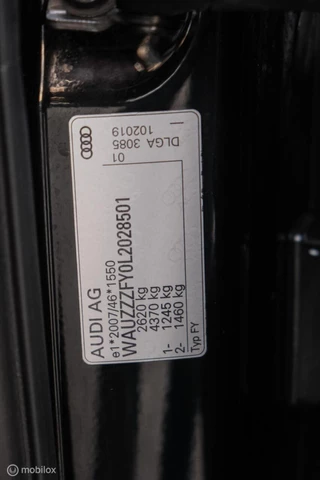 AUDI AG
e1*2007/46*1550
WAUZZZFY0L2028501
2620 kg
4370 kg
1- 1245 kg
2- 1460 kg
Typ FY
01
DLGA 3085
102019
mobilox